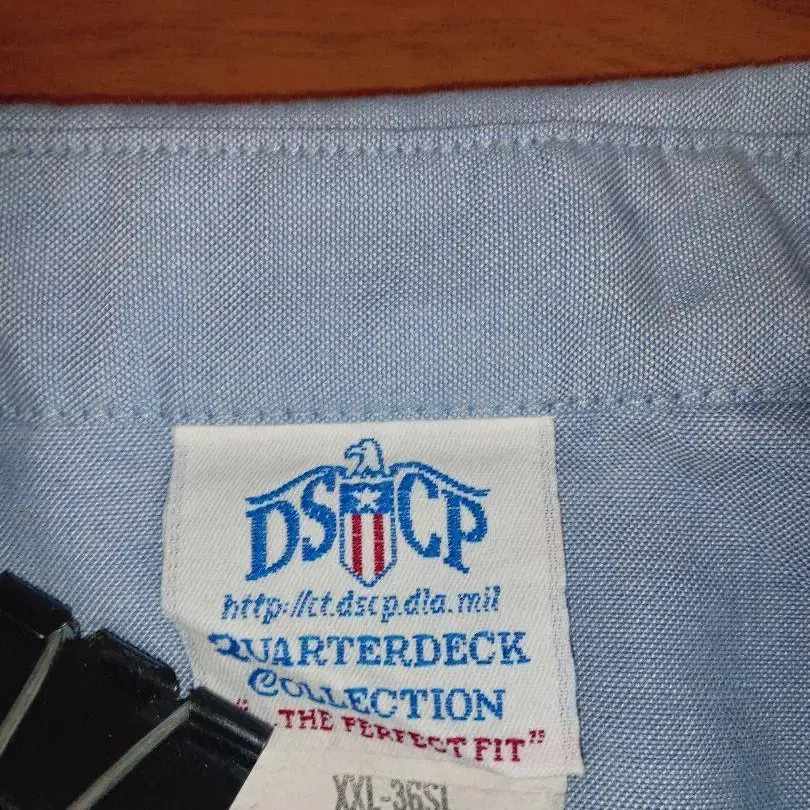 DSCP
http://ct.dscp.dla.mil
QUARTERDECK
COLLECTION
"...THE PERFECT FIT"
XXL-36SL